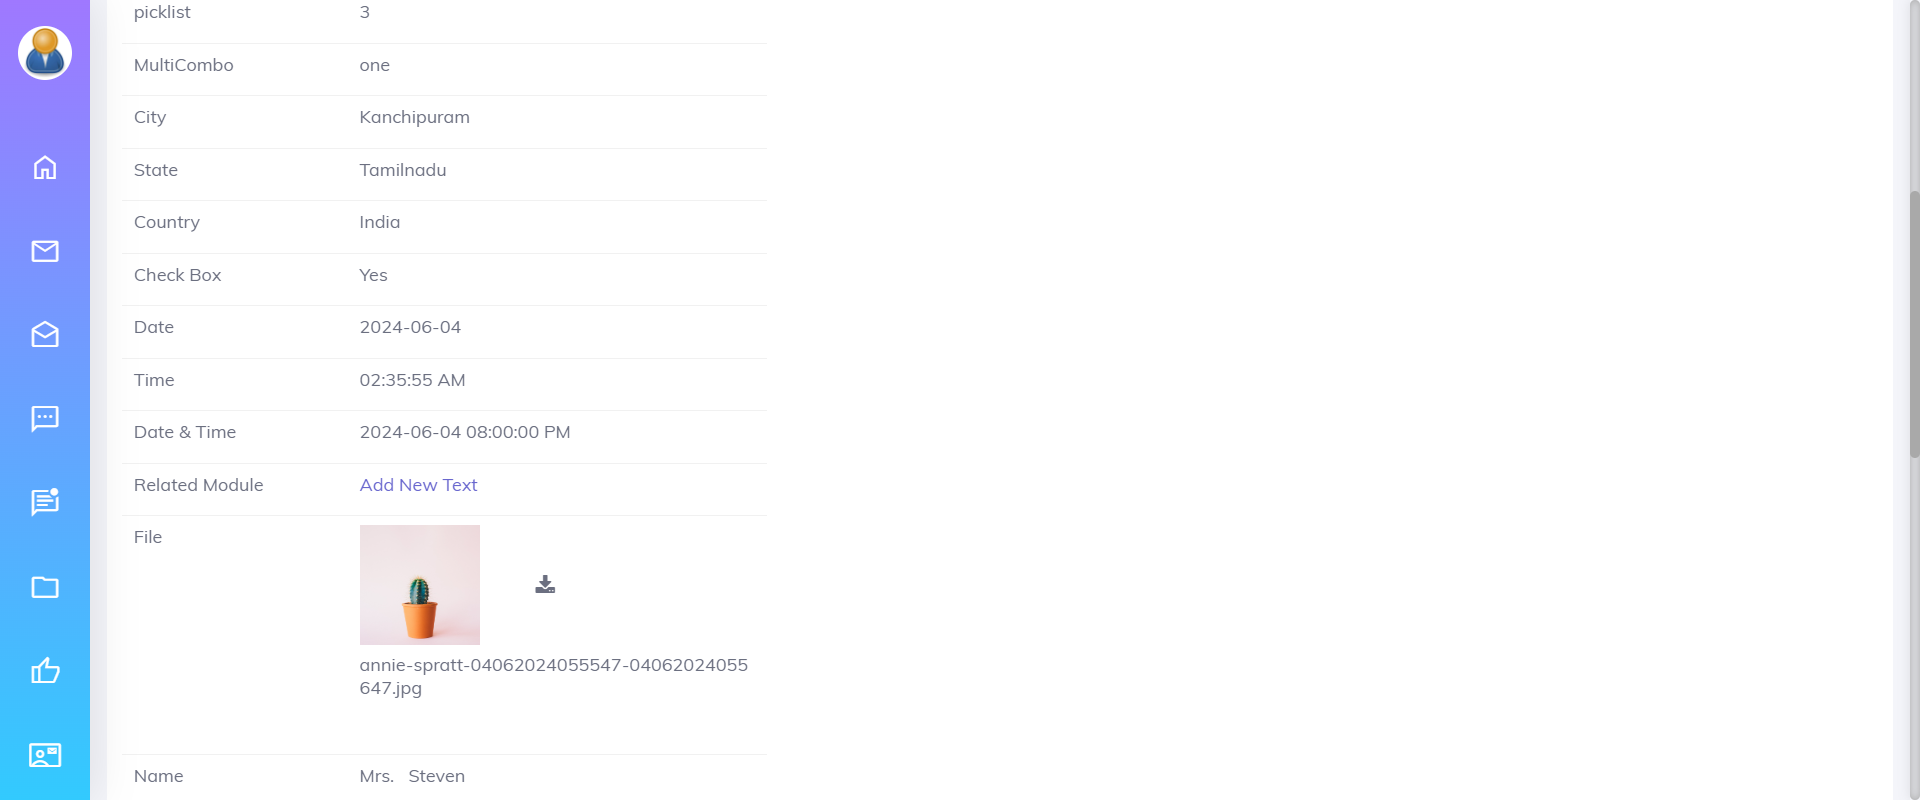 picklist 3
MultiCombo one
City Kanchipuram
State Tamilnadu
Country India
Check Box Yes
Date 2024-06-04
Time 02:35:55 AM
Date & Time 2024-06-04 08:00:00 PM
Related Module Add New Text
File
annie-spratt-04062024055547-04062024055
647.jpg
Name Mrs. Steven